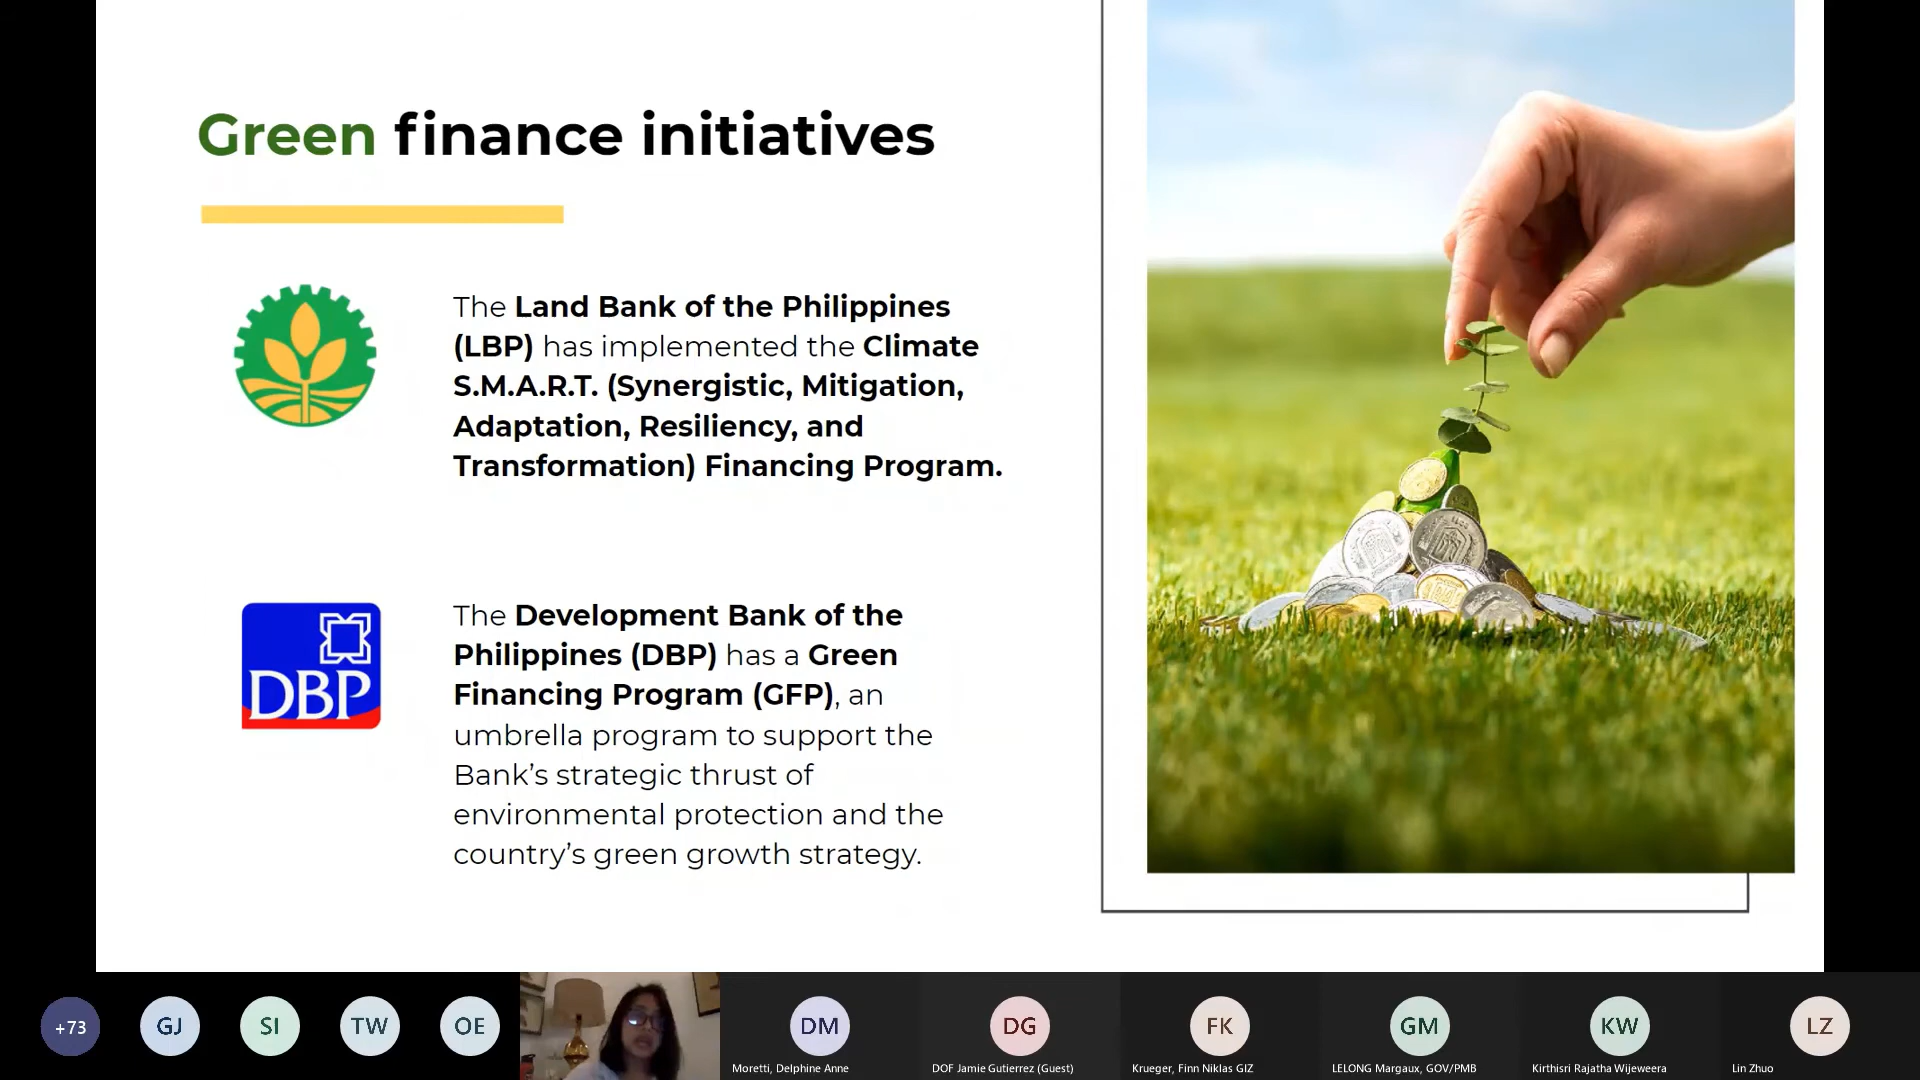 Green finance initiatives
The Land Bank of the Philippines
(LBP) has implemented the Climate
S.M.A.R.T. (Synergistic, Mitigation,
Adaptation, Resiliency, and
Transformation) Financing Program.
DBP
The Development Bank of the
Philippines (DBP) has a Green
Financing Program (GFP), an
umbrella program to support the
Bank’s strategic thrust of
environmental protection and the
country’s green growth strategy.
+73
GJ
SI
TW
OE
DM
Moretti, Delphine Anne
DG
DOF Jamie Gutierrez (Guest)
FK
Krueger, Finn Niklas GIZ
GM
LELONG Margaux, GOV/PMB
KW
Kirthisri Rajatha Wijeweera
LZ
Lin Zhuo